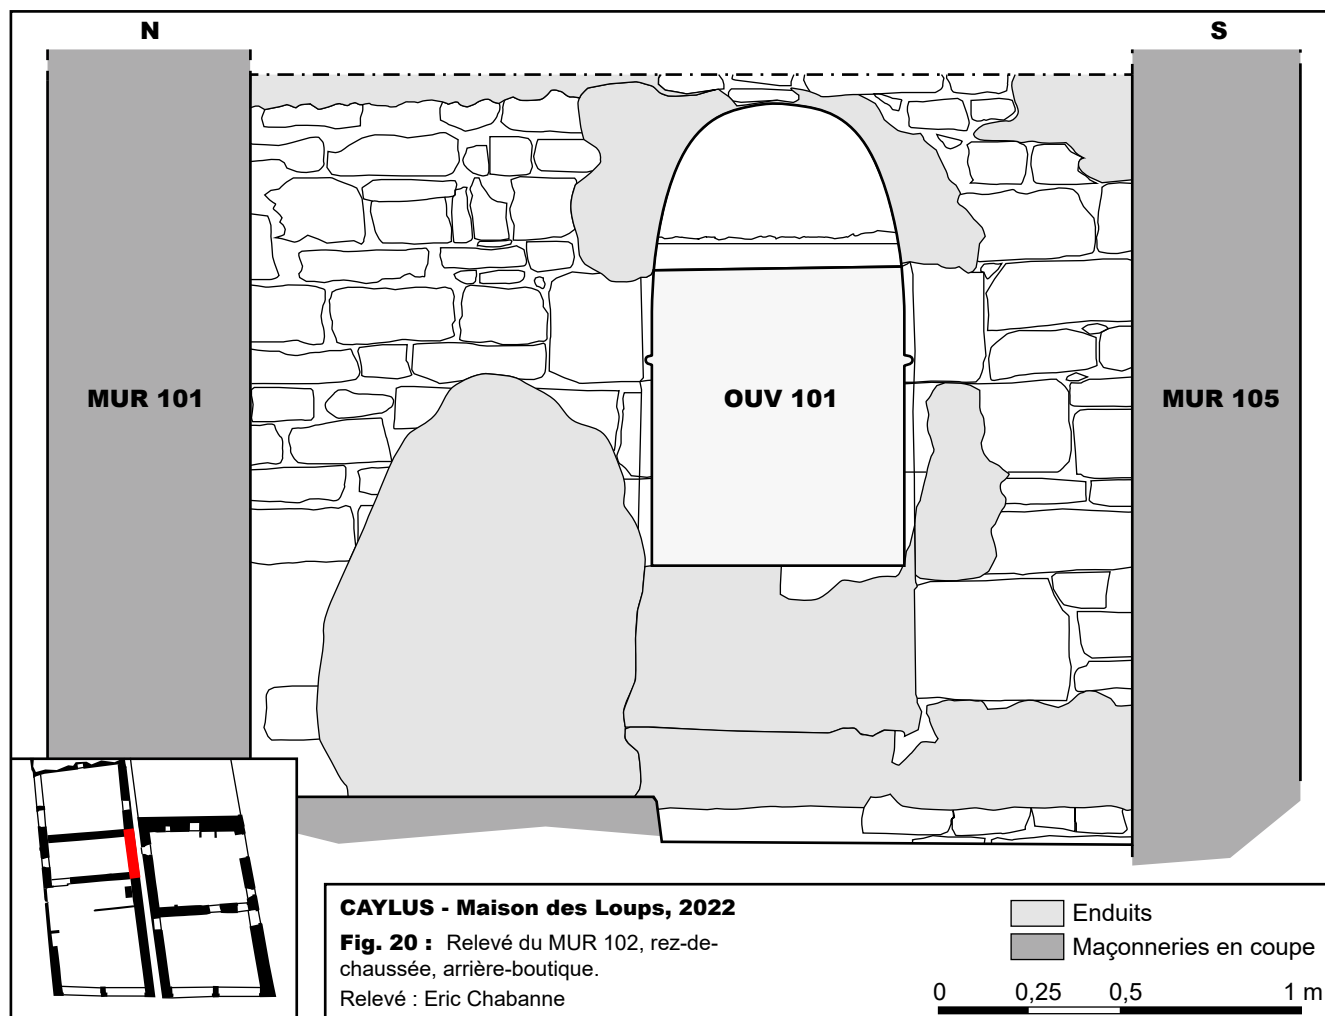 N
S
MUR 101
OUV 101
MUR 105
CAYLUS - Maison des Loups, 2022
Fig. 20 : Relevé du MUR 102, rez-de-
chaussée, arrière-boutique.
Relevé : Eric Chabanne
Enduits
Maçonneries en coupe
0 0,25 0,5 1 m